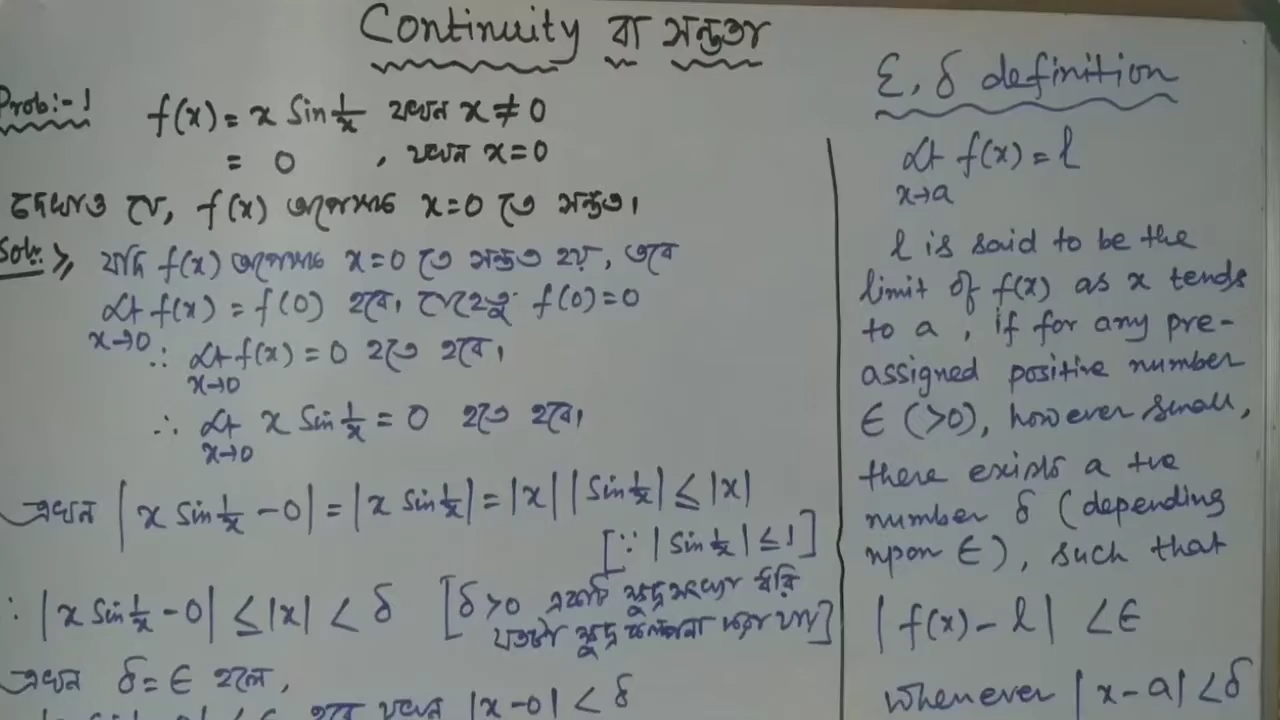 Continuity বা সন্ততা
Prob:- 1 f(x) = x Sin 1/x যখন x ≠ 0
= 0 , যখন x = 0
দেখাও যে, f(x) অপেক্ষক x=0 তে সন্তত।
Sol: ⇒ যদি f(x) অপেক্ষক x=0 তে সন্তত হয়, তবে
Lt x→0 f(x) = f(0) হবে। যেহেতু f(0) = 0
∴ Lt x→0 f(x) = 0 হতে হবে।
∴ Lt x→0 x Sin 1/x = 0 হতে হবে।
এখন |x Sin 1/x - 0| = |x Sin 1/x| = |x| |Sin 1/x| ≤ |x|
[∵ |Sin 1/x| ≤ 1]
∴ |x Sin 1/x - 0| ≤ |x| < δ [δ > 0 একটি ক্ষুদ্র সংখ্যা ধরি
যতটা ক্ষুদ্র কল্পনা করা যায়]
এখন δ = ε হলে,
হবে যখন |x - 0| < δ
ε, δ definition
Lt x→a f(x) = l
l is said to be the
limit of f(x) as x tends
to a, if for any pre-
assigned positive number
ε (>0), however small,
there exists a +ve
number δ (depending
upon ε), such that
|f(x) - l| < ε
whenever |x - a| < δ